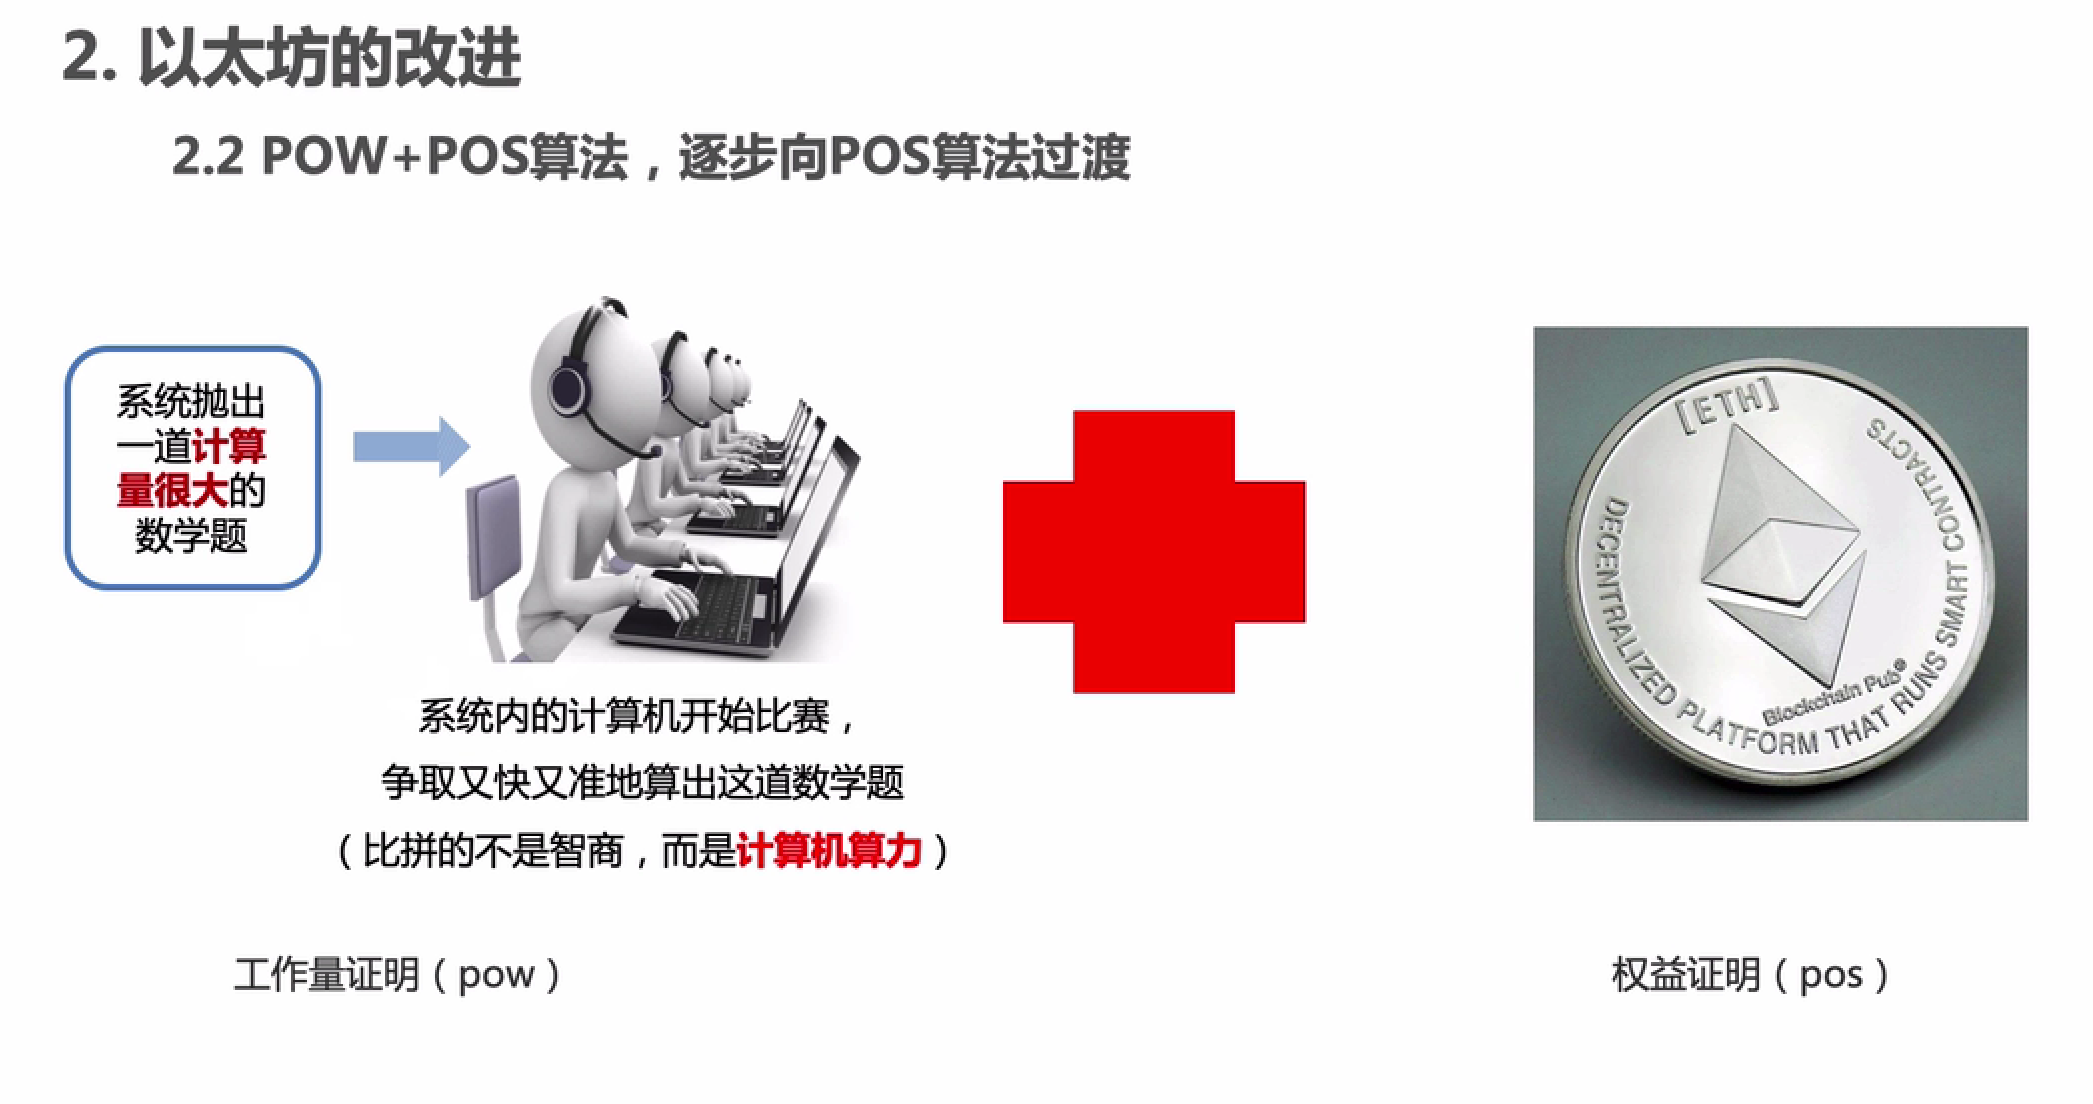 2. 以太坊的改进
2.2 POW+POS算法，逐步向POS算法过渡
系统抛出
一道计算
量很大的
数学题
系统内的计算机开始比赛，
争取又快又准地算出这道数学题
（比拼的不是智商，而是计算机算力）
工作量证明（pow）
[ETH]
DECENTRALIZED PLATFORM THAT RUNS SMART CONTRACTS
Blockchain Pub®
权益证明（pos）